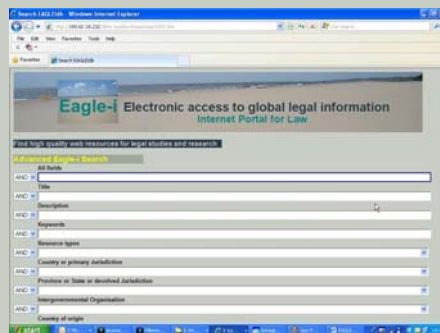 Search EAGLEIdb - Windows Internet Explorer
File Edit View Favorites Tools Help
Favorites Search EAGLEIdb
Eagle-i Electronic access to global legal information
Internet Portal for Law
Find high quality web resources for legal studies and research
Advanced Eagle-i Search
All fields
AND
Title
AND
Description
AND
Keywords
AND
Resource types
AND
Country or primary Jurisdiction
AND
Province or State or devolved Jurisdiction
AND
Intergovernmental Organisation
AND
Country of origin
start